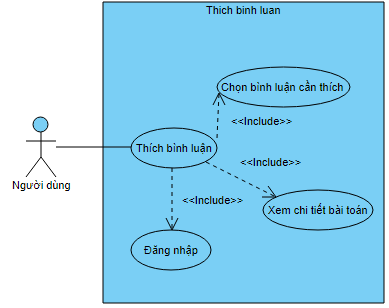 Thich binh luan
Chọn bình luận cần thích
<<Include>>
Thích bình luận
<<Include>>
Người dùng
<<Include>>
Xem chi tiết bài toán
Đăng nhập